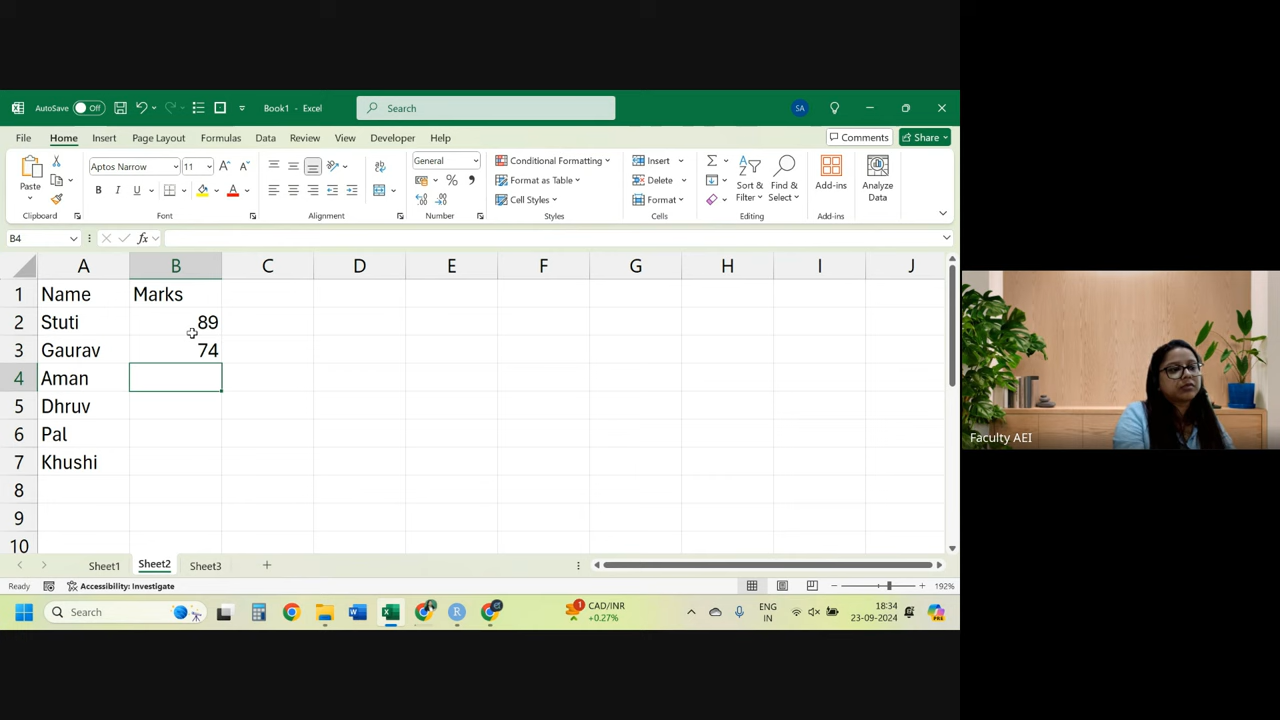 AutoSave Off Book1 - Excel Search SA
File Home Insert Page Layout Formulas Data Review View Developer Help Comments Share
Paste Aptos Narrow 11 General Conditional Formatting Insert Sort & Filter Find & Select Add-ins Analyze Data
B I U Format as Table Delete
Cell Styles Format
Clipboard Font Alignment Number Styles Cells Editing Add-ins
B4 fx
A B C D E F G H I J
1 Name Marks
2 Stuti 89
3 Gaurav 74
4 Aman
5 Dhruv
6 Pal
7 Khushi
8
9
10
Faculty AEI
Sheet1 Sheet2 Sheet3
Ready Accessibility: Investigate 192%
Search CAD/INR +0.27% ENG IN 18:34 23-09-2024